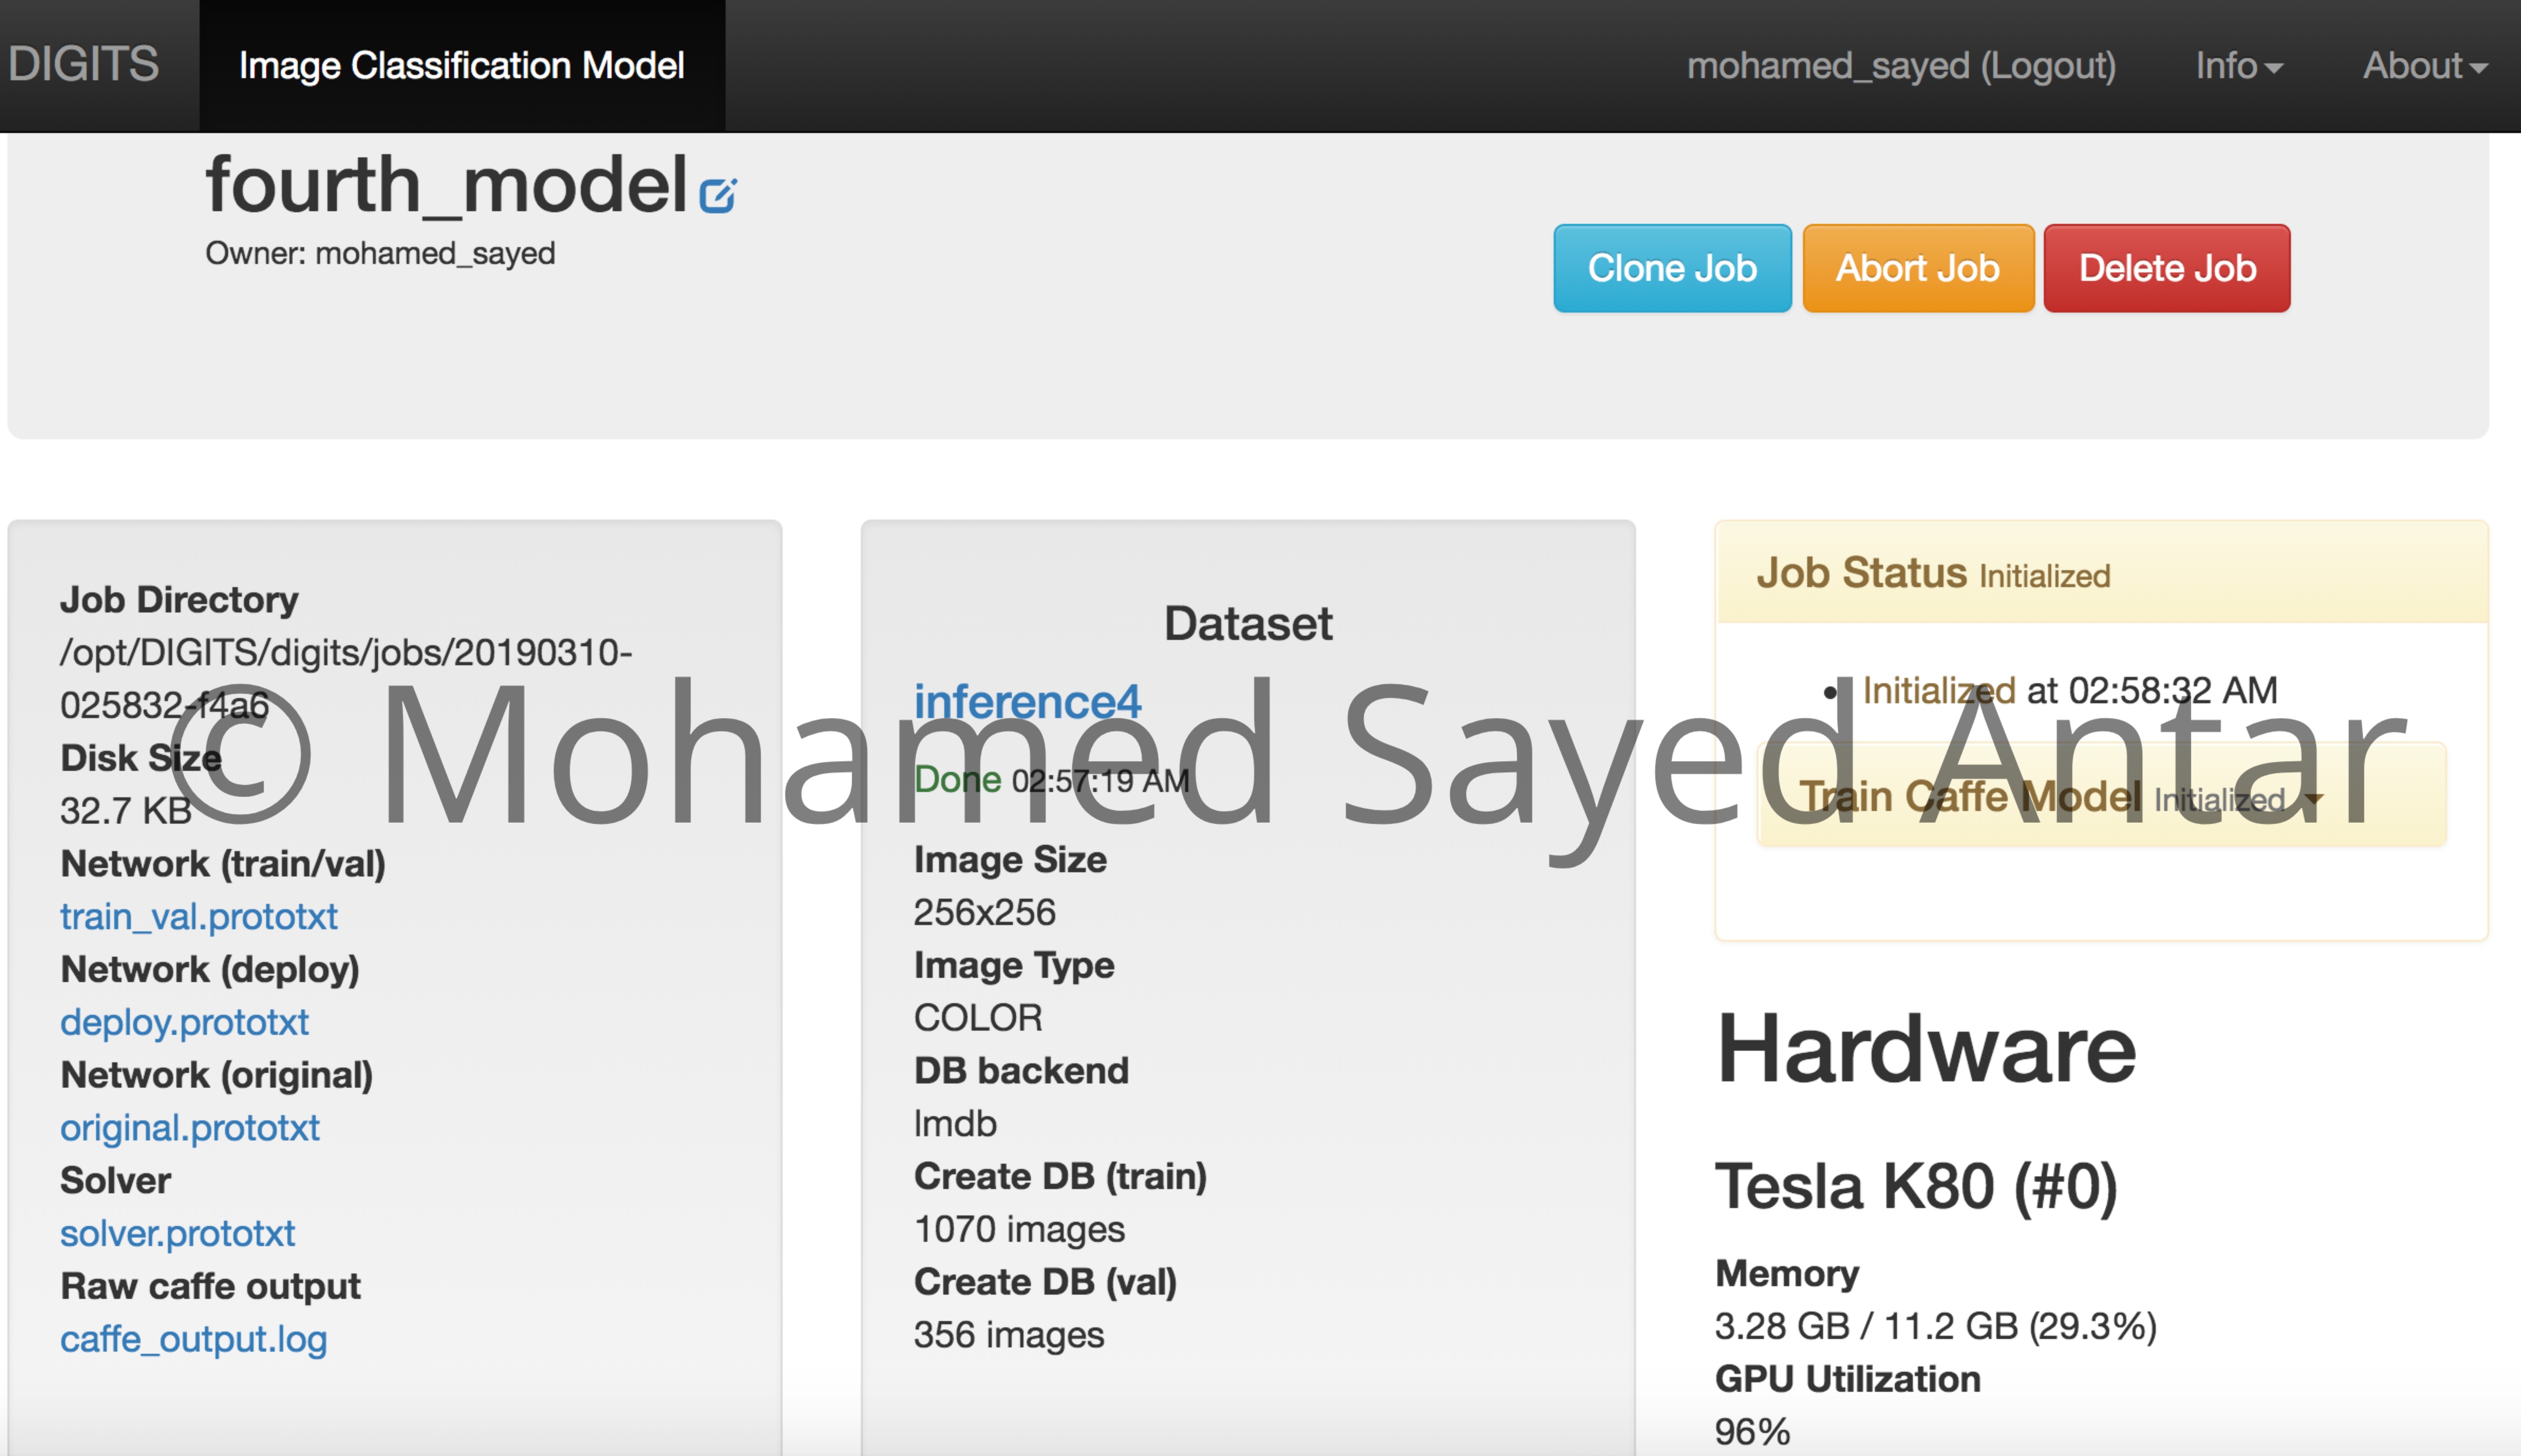 DIGITS Image Classification Model mohamed_sayed (Logout) Info About
fourth_model
Owner: mohamed_sayed
Clone Job Abort Job Delete Job
Job Directory
/opt/DIGITS/digits/jobs/20190310-
025832-f4a6
Disk Size
32.7 KB
Network (train/val)
train_val.prototxt
Network (deploy)
deploy.prototxt
Network (original)
original.prototxt
Solver
solver.prototxt
Raw caffe output
caffe_output.log
Dataset
inference4
Done 02:57:19 AM
Image Size
256x256
Image Type
COLOR
DB backend
lmdb
Create DB (train)
1070 images
Create DB (val)
356 images
Job Status Initialized
• Initialized at 02:58:32 AM
Train Caffe Model Initialized
Hardware
Tesla K80 (#0)
Memory
3.28 GB / 11.2 GB (29.3%)
GPU Utilization
96%
© Mohamed Sayed Antar